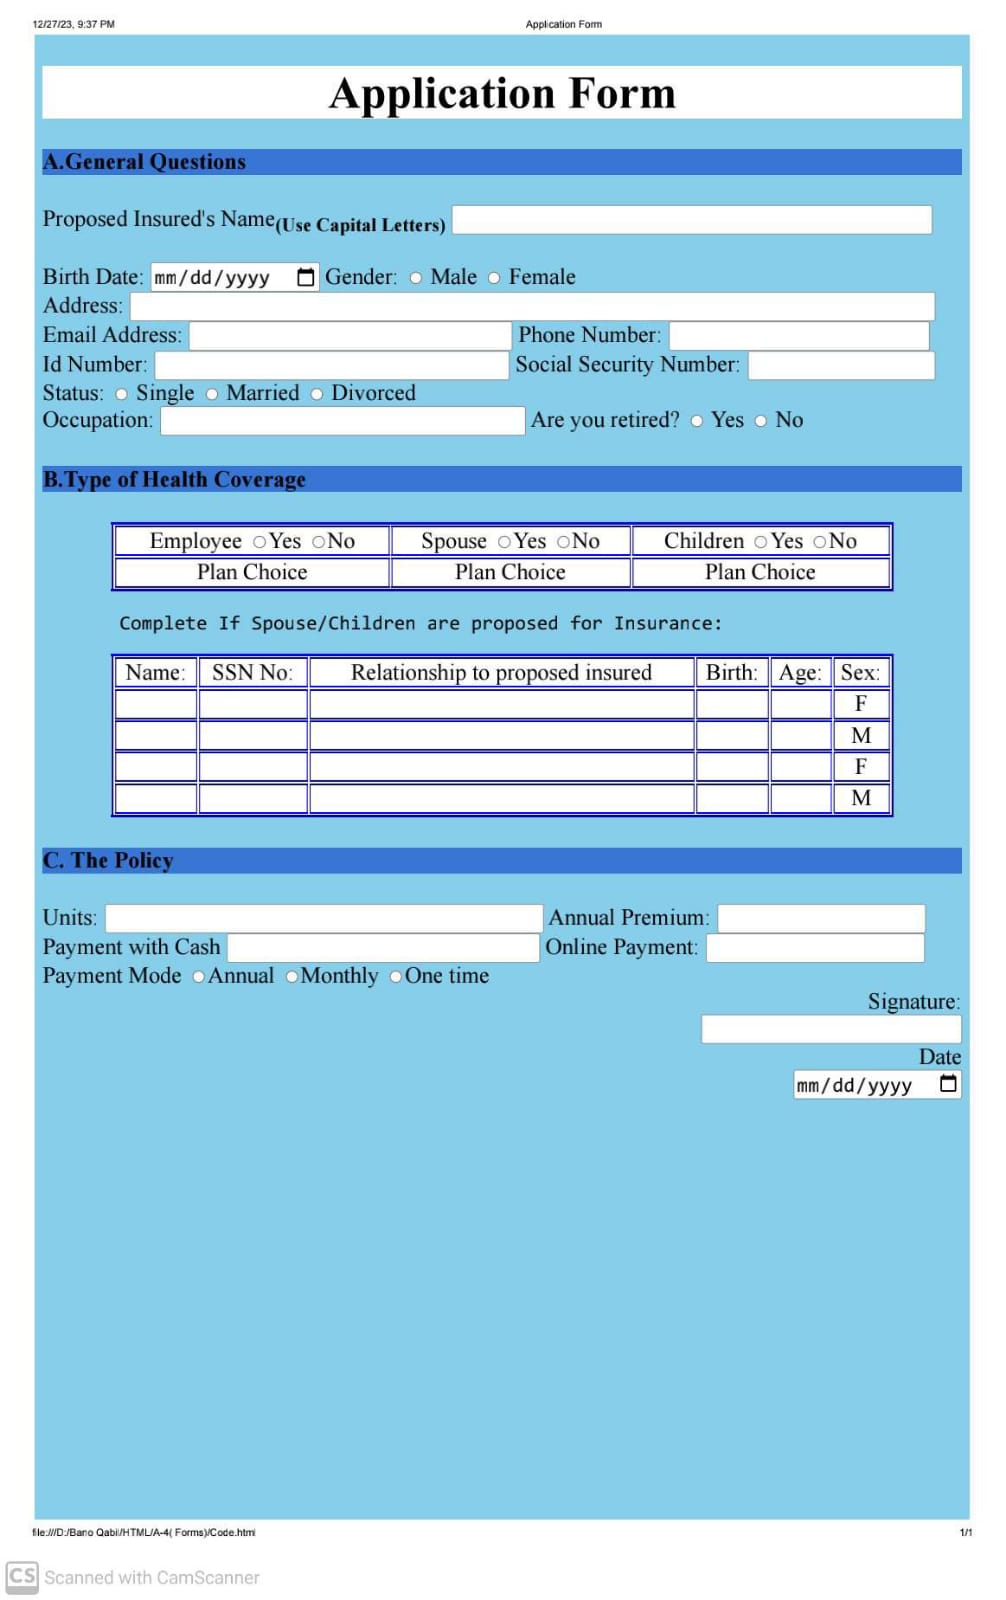 12/27/23, 9:37 PM Application Form
Application Form
A.General Questions
Proposed Insured's Name(Use Capital Letters)
Birth Date: mm/dd/yyyy Gender: Male Female
Address:
Email Address: Phone Number:
Id Number: Social Security Number:
Status: Single Married Divorced
Occupation: Are you retired? Yes No
B.Type of Health Coverage
Employee Yes No Spouse Yes No Children Yes No
Plan Choice Plan Choice Plan Choice
Complete If Spouse/Children are proposed for Insurance:
Name: SSN No: Relationship to proposed insured Birth: Age: Sex:
F
M
F
M
C. The Policy
Units: Annual Premium:
Payment with Cash Online Payment:
Payment Mode Annual Monthly One time
Signature:
Date
mm/dd/yyyy
file:///D:/Bano Qabil/HTML/A-4( Forms)/Code.html 1/1
CS Scanned with CamScanner